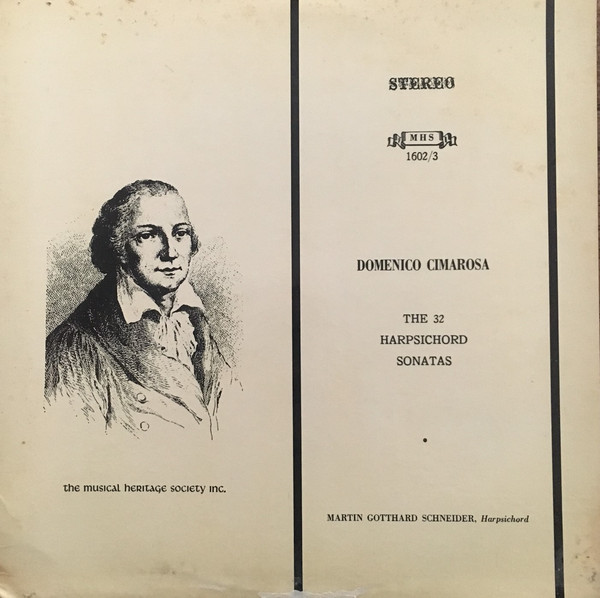 STEREO
MHS
1602/3
DOMENICO CIMAROSA
THE 32
HARPSICHORD
SONATAS
the musical heritage society inc.
MARTIN GOTTHARD SCHNEIDER, Harpsichord